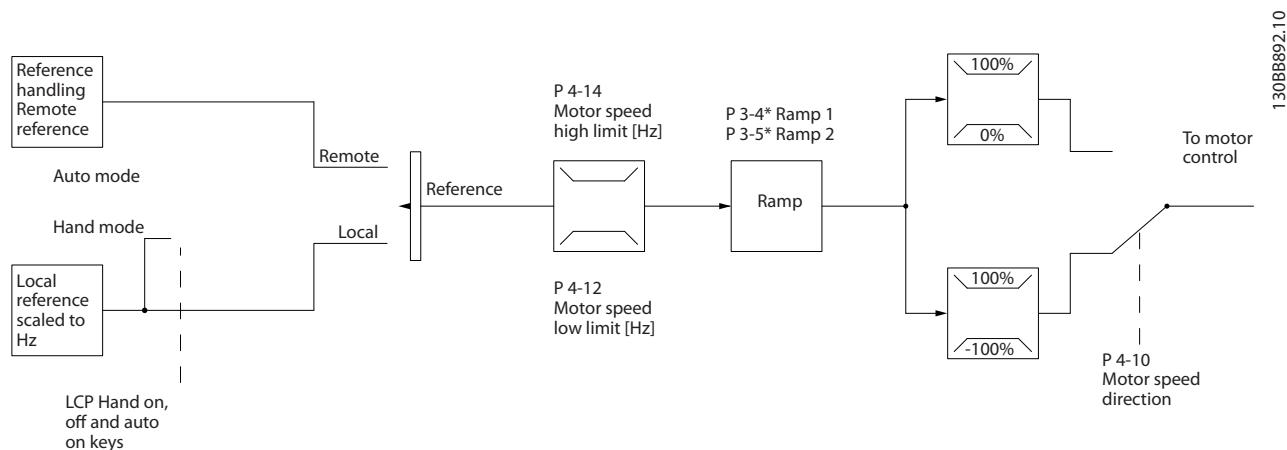 Reference
handling
Remote
reference
Auto mode
Hand mode
Local
reference
scaled to
Hz
LCP Hand on,
off and auto
on keys
Remote
Local
Reference
P 4-14
Motor speed
high limit [Hz]
P 4-12
Motor speed
low limit [Hz]
P 3-4* Ramp 1
P 3-5* Ramp 2
Ramp
100%
0%
100%
-100%
To motor
control
P 4-10
Motor speed
direction
130BB892.10